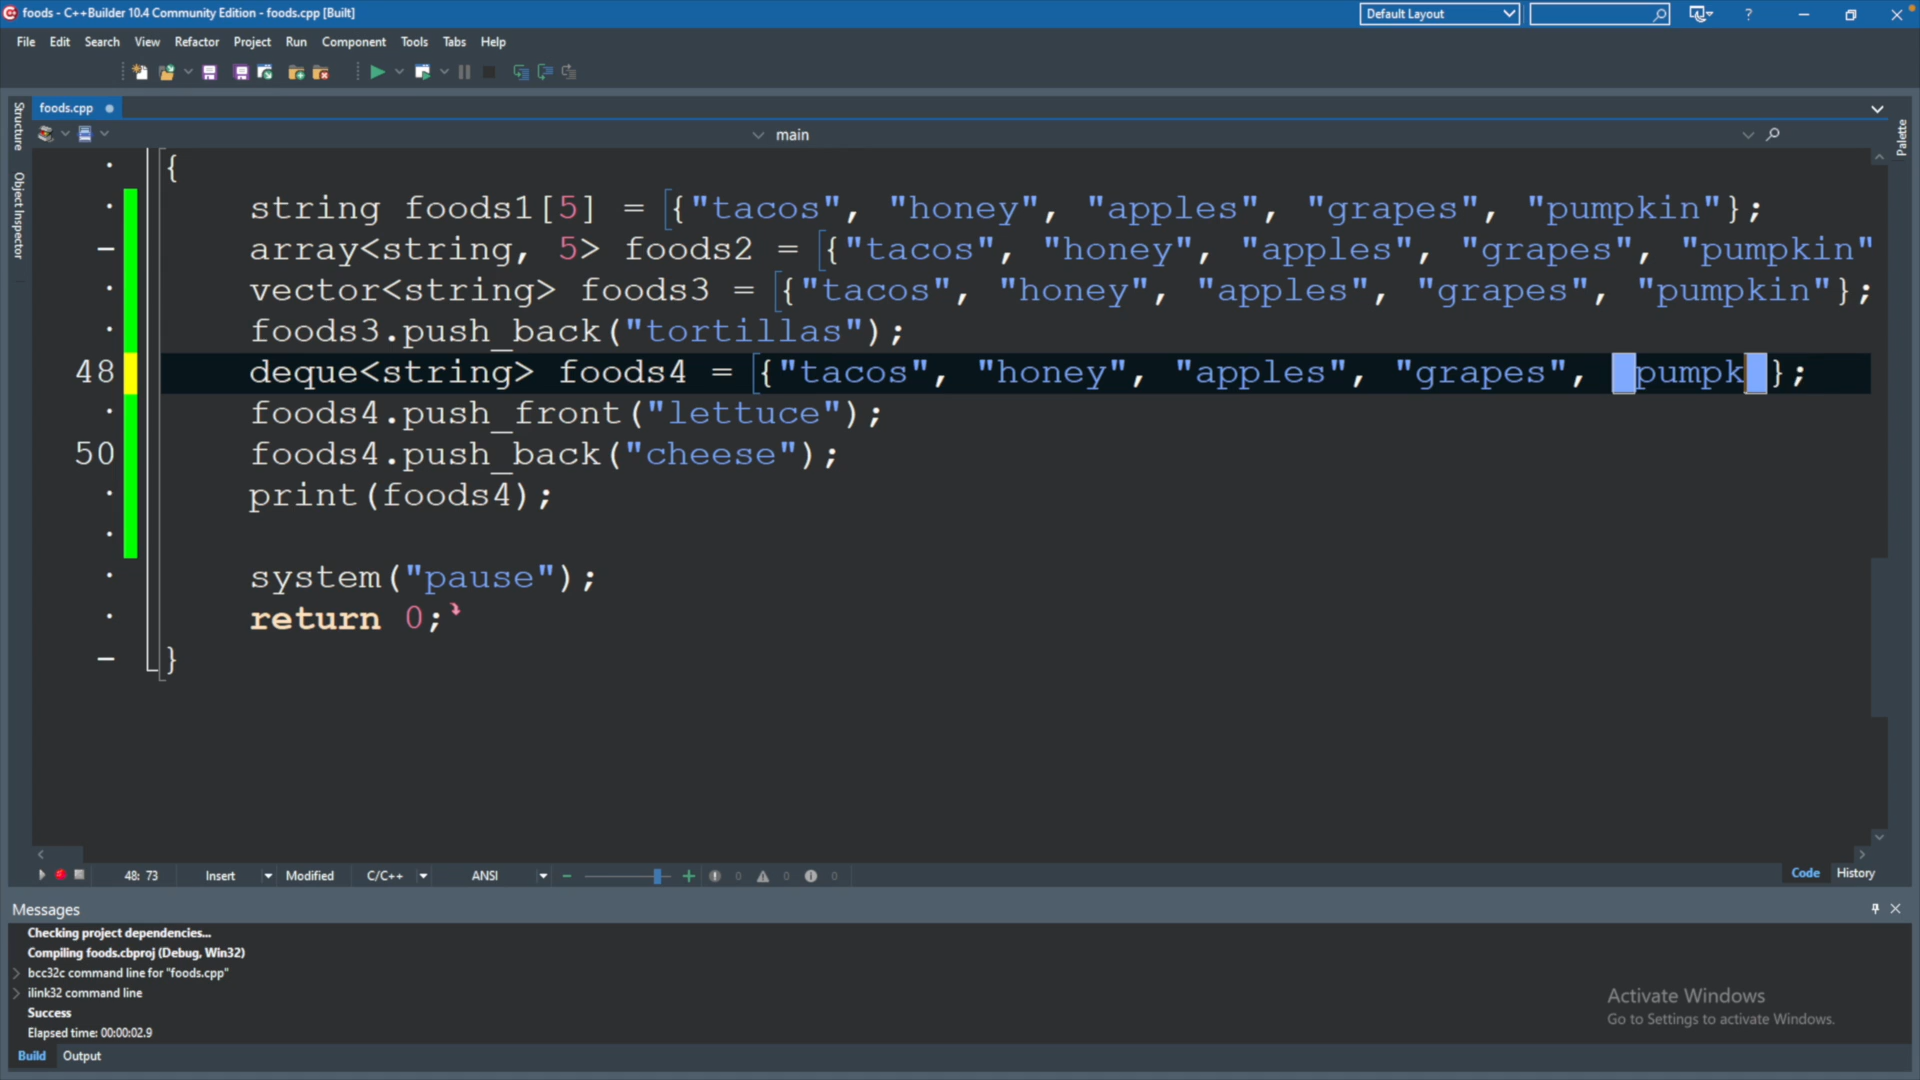 foods - C++Builder 10.4 Community Edition - foods.cpp [Built]
Default Layout
?
File Edit Search View Refactor Project Run Component Tools Tabs Help
foods.cpp
Structure
Object Inspector
Palette
main
{
string foods1[5] = {"tacos", "honey", "apples", "grapes", "pumpkin"};
array<string, 5> foods2 = {"tacos", "honey", "apples", "grapes", "pumpkin"
vector<string> foods3 = {"tacos", "honey", "apples", "grapes", "pumpkin"};
foods3.push_back("tortillas");
48 deque<string> foods4 = {"tacos", "honey", "apples", "grapes", "pumpk"};
foods4.push_front("lettuce");
50 foods4.push_back("cheese");
print(foods4);
system("pause");
return 0;
}
48: 73 Insert Modified C/C++ ANSI 0 0 0
Code History
Messages
Checking project dependencies...
Compiling foods.cbproj (Debug, Win32)
bcc32c command line for "foods.cpp"
ilink32 command line
Success
Elapsed time: 00:00:02.9
Build Output
Activate Windows
Go to Settings to activate Windows.